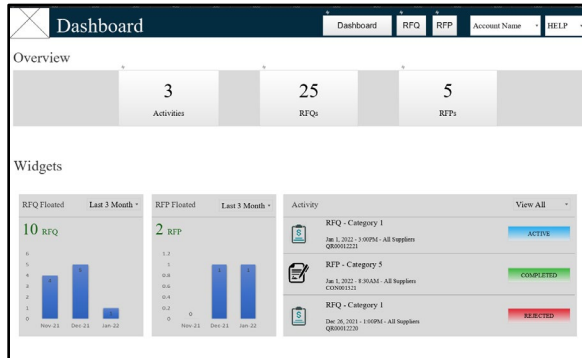 Dashboard
Dashboard
RFQ
RFP
Account Name
HELP
Overview
3
Activities
25
RFQs
5
RFPs
Widgets
RFQ Floated
Last 3 Month
10 RFQ
6
5
4
3
2
1
0
4
5
1
Nov-21 Dec-21 Jan-22
RFP Floated
Last 3 Month
2 RFP
1.2
1
0.8
0.6
0.4
0.2
0
0
1
1
Nov-21 Dec-21 Jan-22
Activity
View All
RFQ - Category 1
Jan 1, 2022 - 3:00PM - All Suppliers
QR00012221
ACTIVE
RFP - Category 5
Jan 1, 2022 - 8:30AM - All Suppliers
CON001521
COMPLETED
RFQ - Category 1
Dec 26, 2021 - 1:00PM - All Suppliers
QR00012220
REJECTED